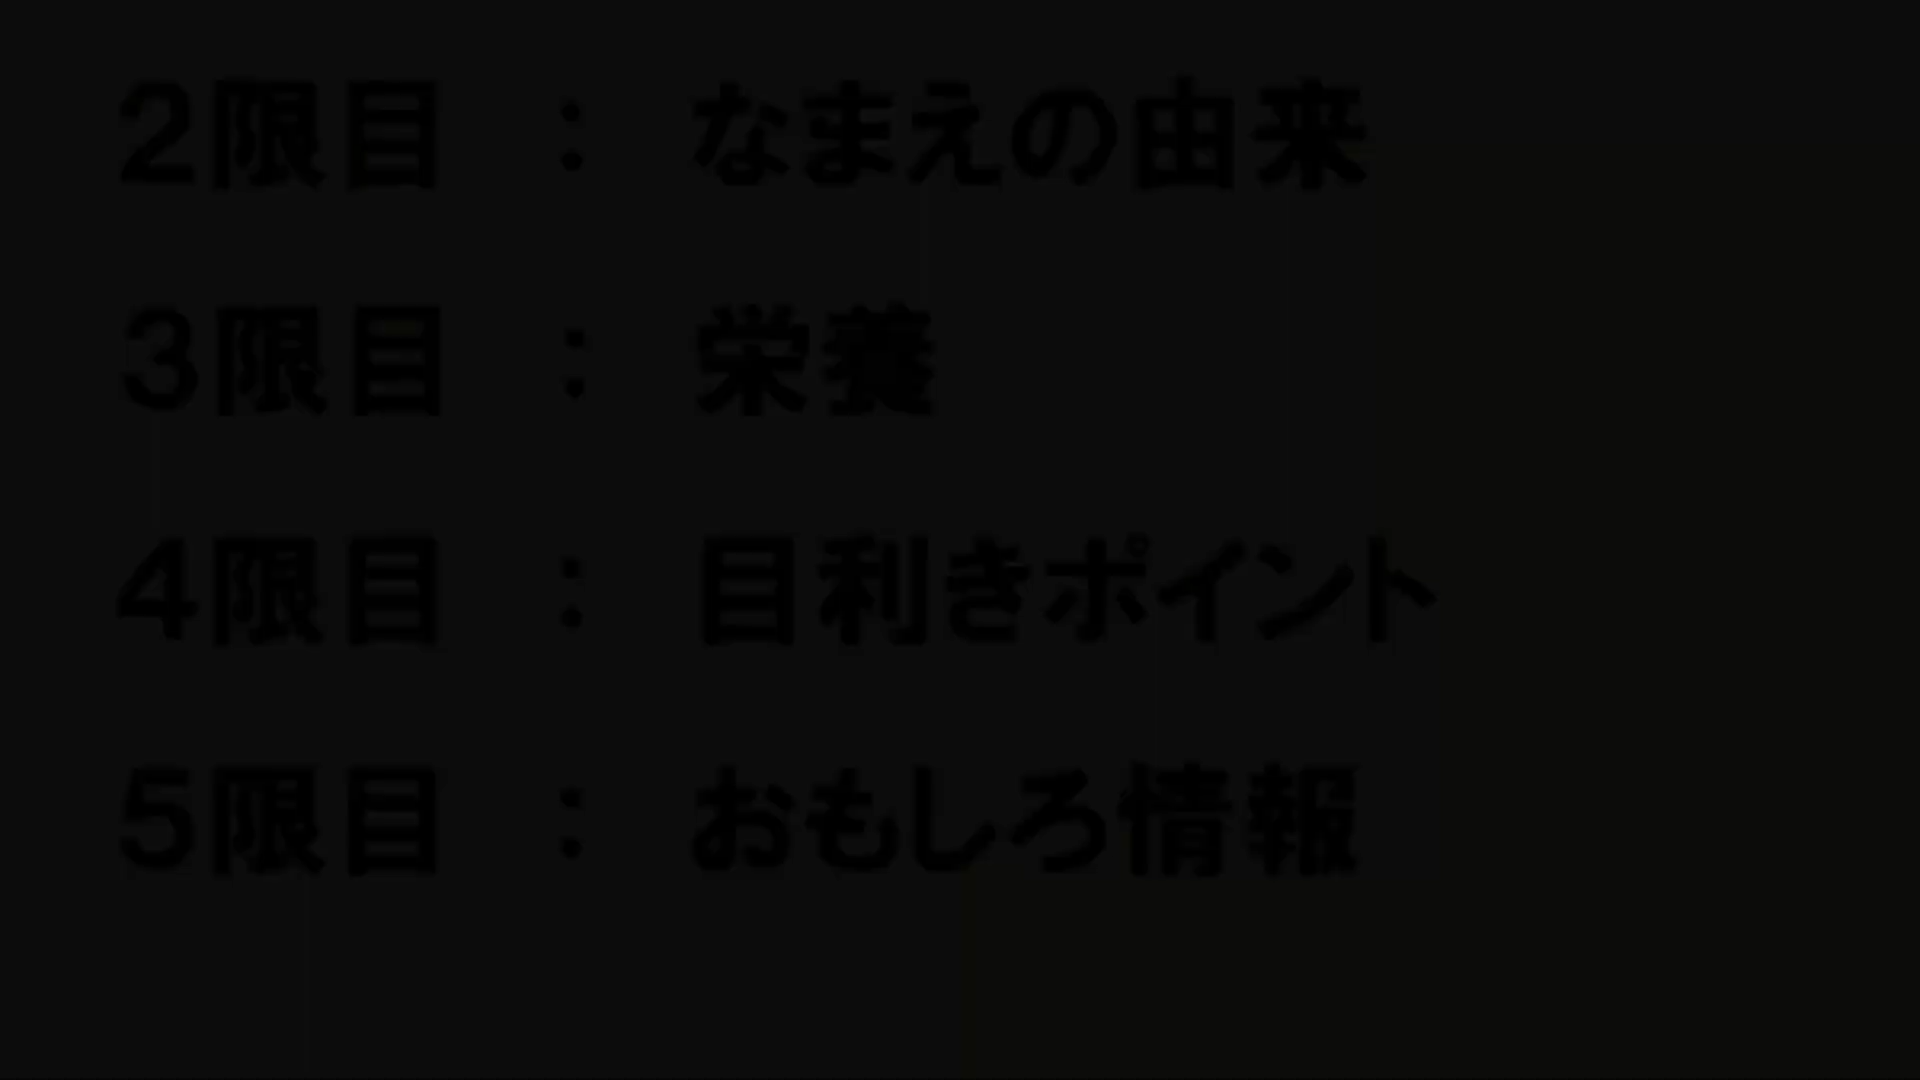 2限目 : なまえの由来
3限目 : 栄養
4限目 : 目利きポイント
5限目 : おもしろ情報